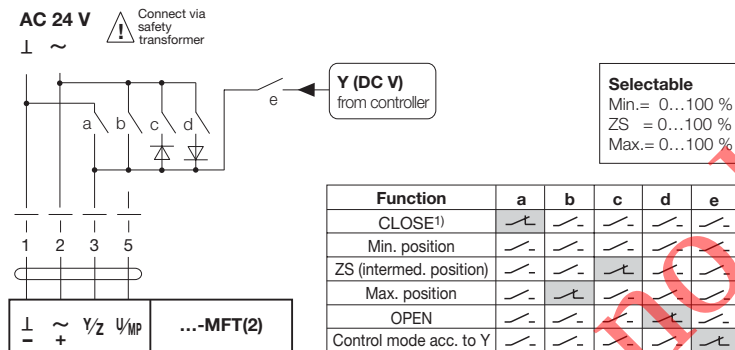 AC 24 V
Connect via
safety
transformer
!
⊥ ~
Y (DC V)
from controller
e
a b c d
Selectable
Min.= 0...100 %
ZS = 0...100 %
Max.= 0...100 %
1 2 3 5
⊥ ~ Y/Z U/MP ...-MFT(2)
− +
Function a b c d e
CLOSE1)
Min. position
ZS (intermed. position)
Max. position
OPEN
Control mode acc. to Y